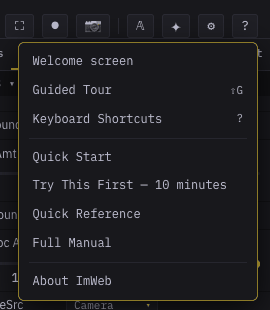 A
?
Welcome screen
Guided Tour ⇧G
Keyboard Shortcuts ?
Quick Start
Try This First — 10 minutes
Quick Reference
Full Manual
About ImWeb
eSrc Camera